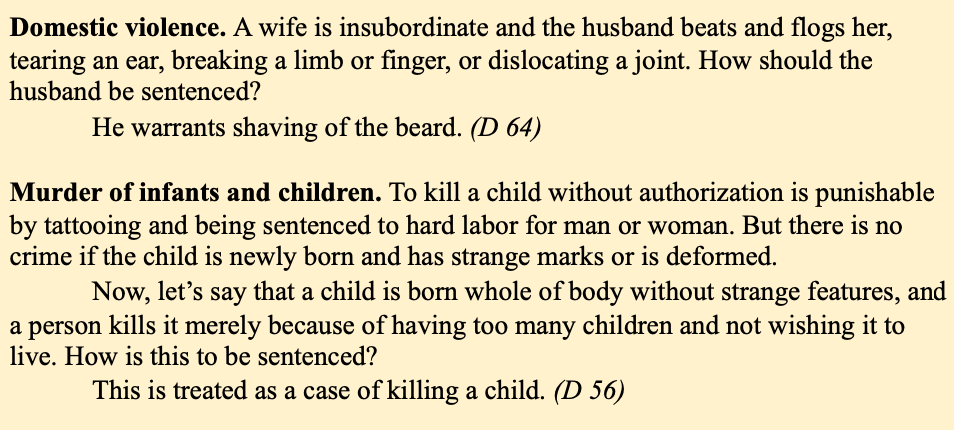 Domestic violence. A wife is insubordinate and the husband beats and flogs her,
tearing an ear, breaking a limb or finger, or dislocating a joint. How should the
husband be sentenced?
He warrants shaving of the beard. (D 64)
Murder of infants and children. To kill a child without authorization is punishable
by tattooing and being sentenced to hard labor for man or woman. But there is no
crime if the child is newly born and has strange marks or is deformed.
Now, let’s say that a child is born whole of body without strange features, and
a person kills it merely because of having too many children and not wishing it to
live. How is this to be sentenced?
This is treated as a case of killing a child. (D 56)